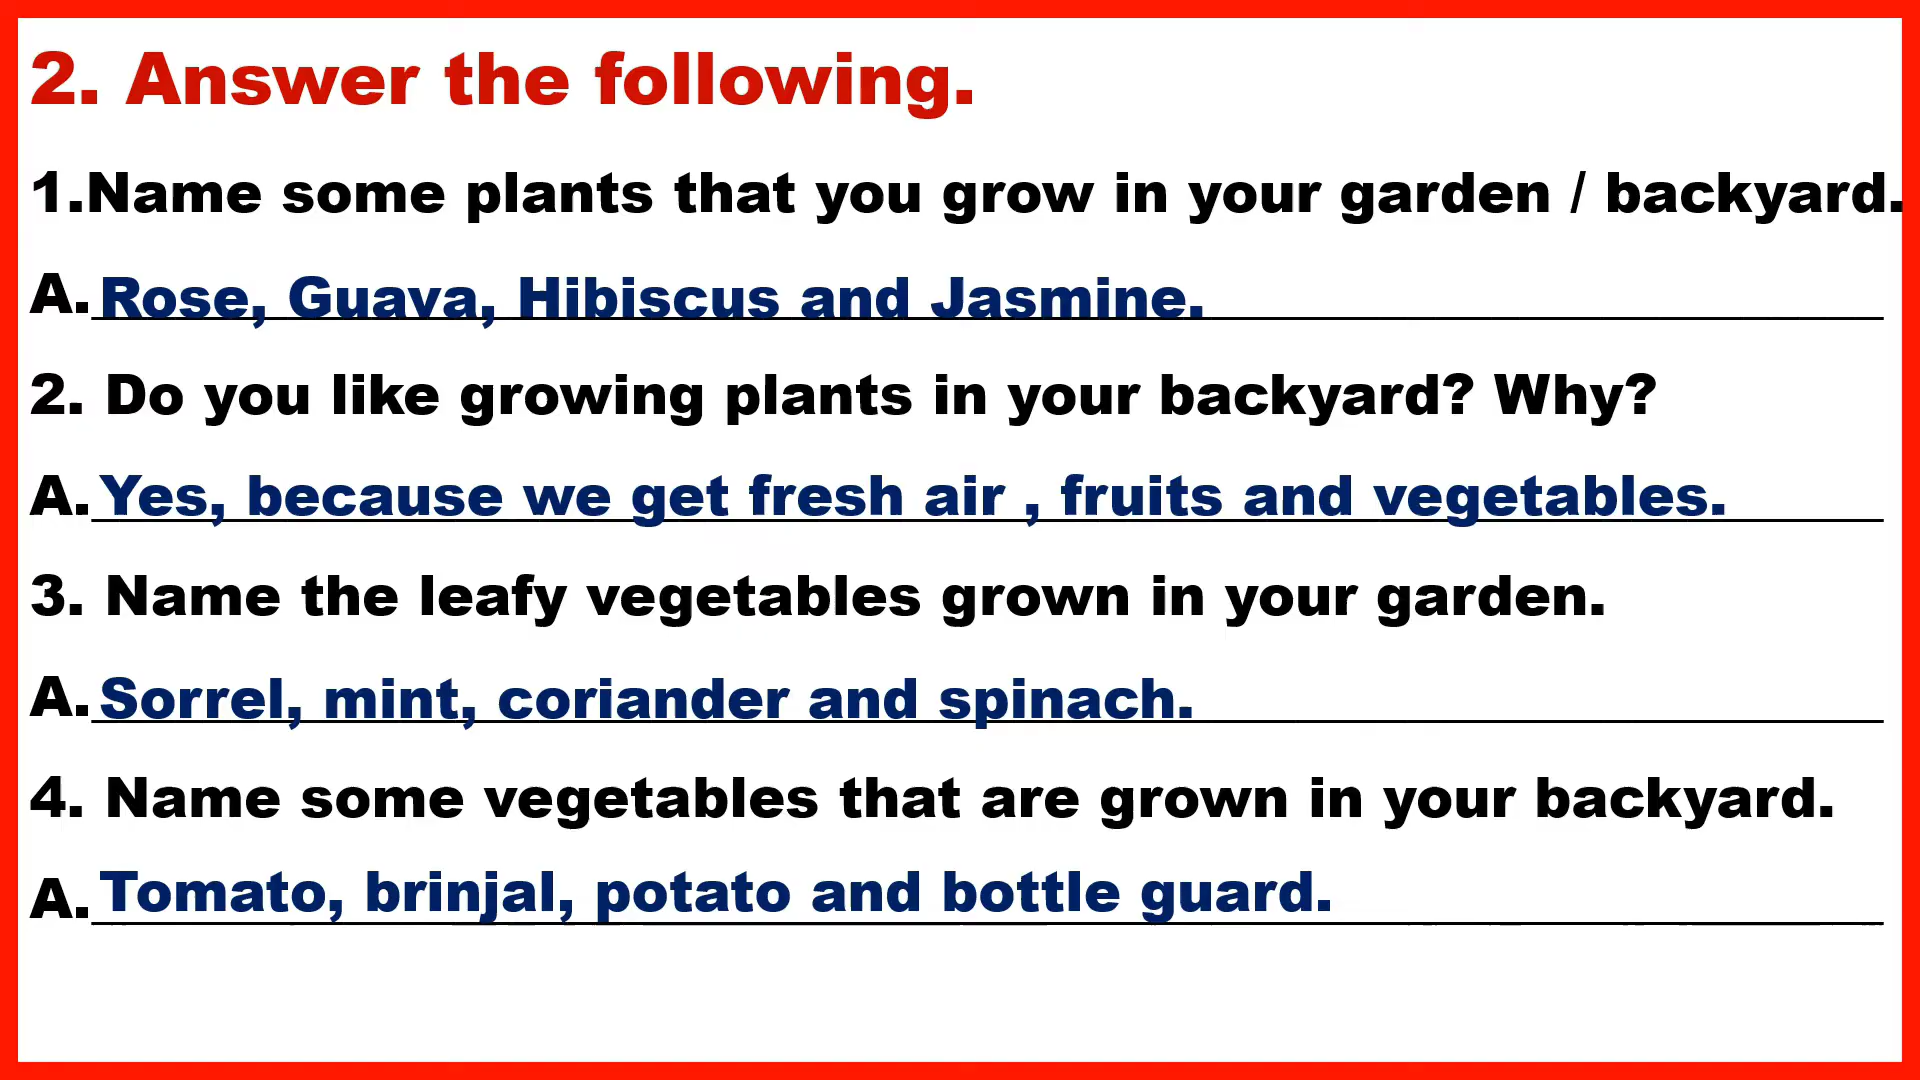 2. Answer the following.
1.Name some plants that you grow in your garden / backyard.
A. Rose, Guava, Hibiscus and Jasmine.
2. Do you like growing plants in your backyard? Why?
A. Yes, because we get fresh air , fruits and vegetables.
3. Name the leafy vegetables grown in your garden.
A. Sorrel, mint, coriander and spinach.
4. Name some vegetables that are grown in your backyard.
A. Tomato, brinjal, potato and bottle guard.